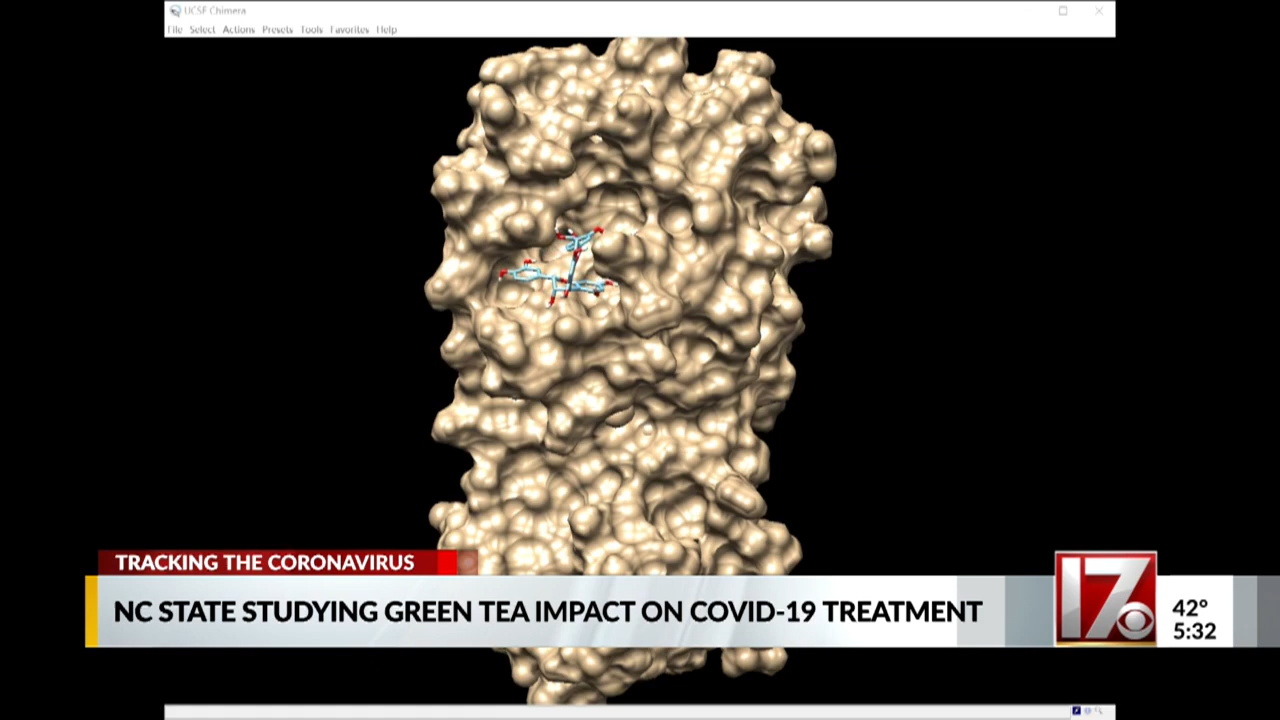 UCSF Chimera
File Select Actions Presets Tools Favorites Help
TRACKING THE CORONAVIRUS
NC STATE STUDYING GREEN TEA IMPACT ON COVID-19 TREATMENT
17
42°
5:32